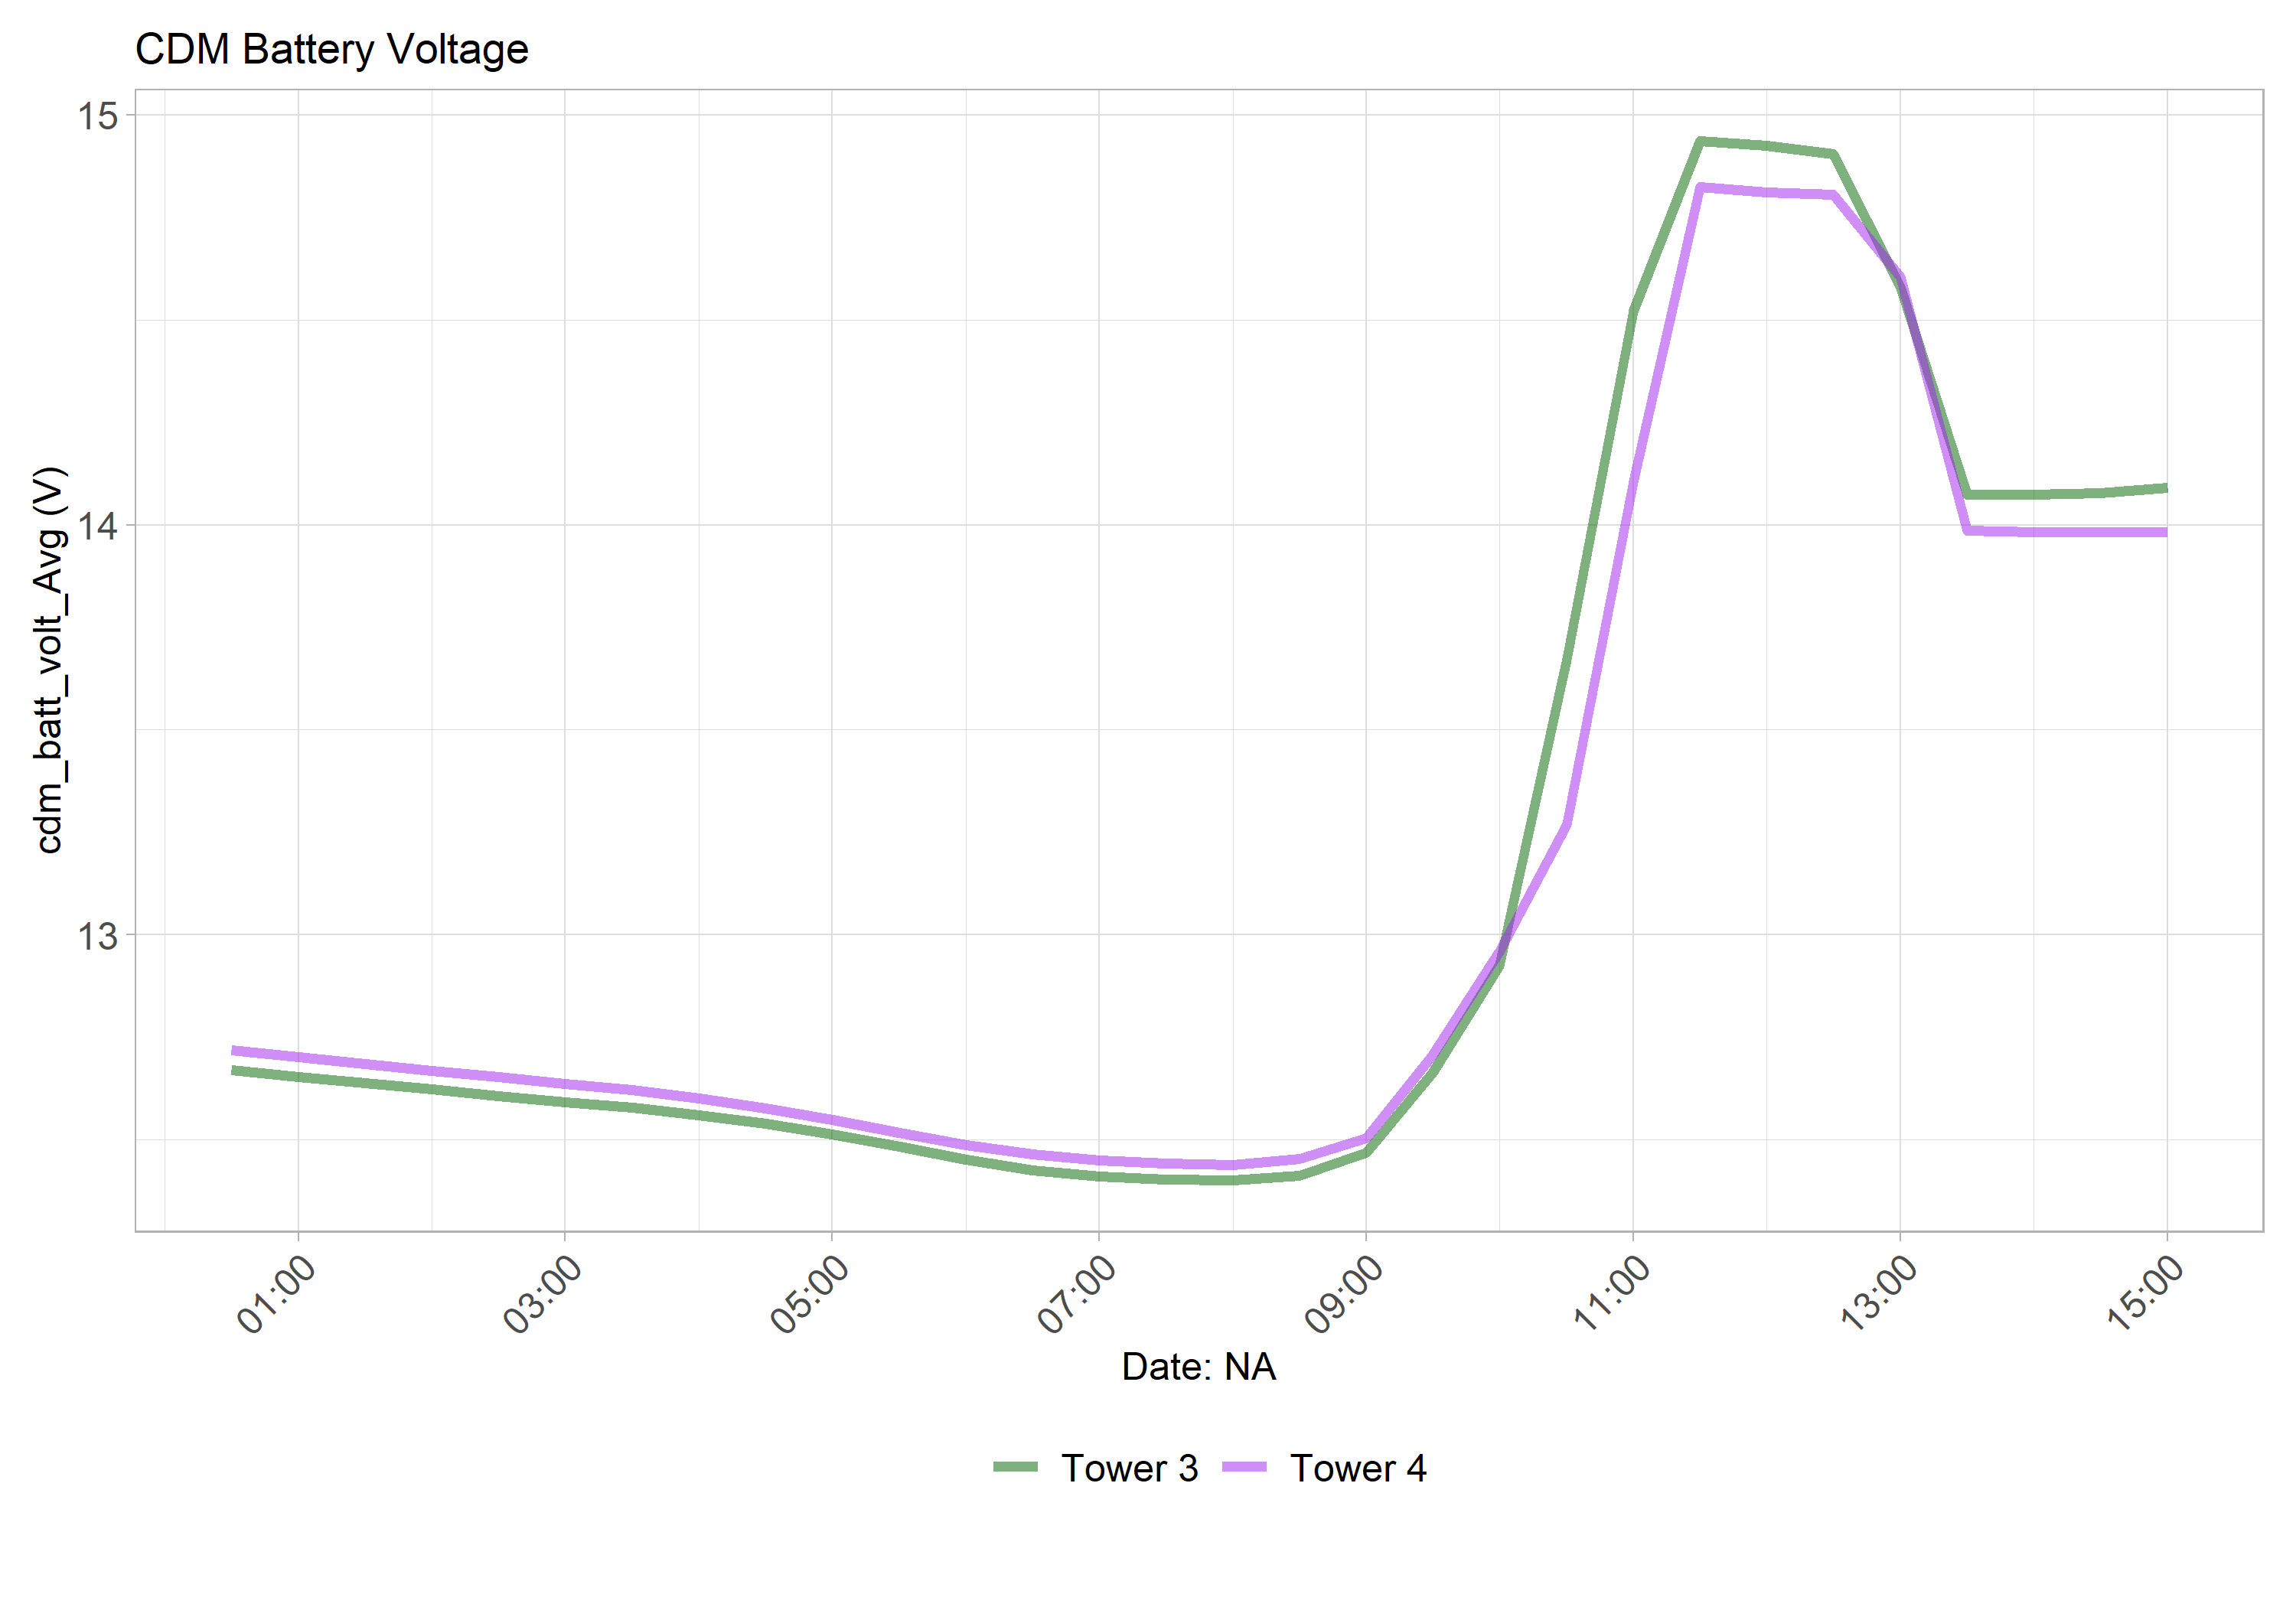 CDM Battery Voltage
cdm_batt_volt_Avg (V)
15
14
13
01:00
03:00
05:00
07:00
09:00
11:00
13:00
15:00
Date: NA
Tower 3
Tower 4